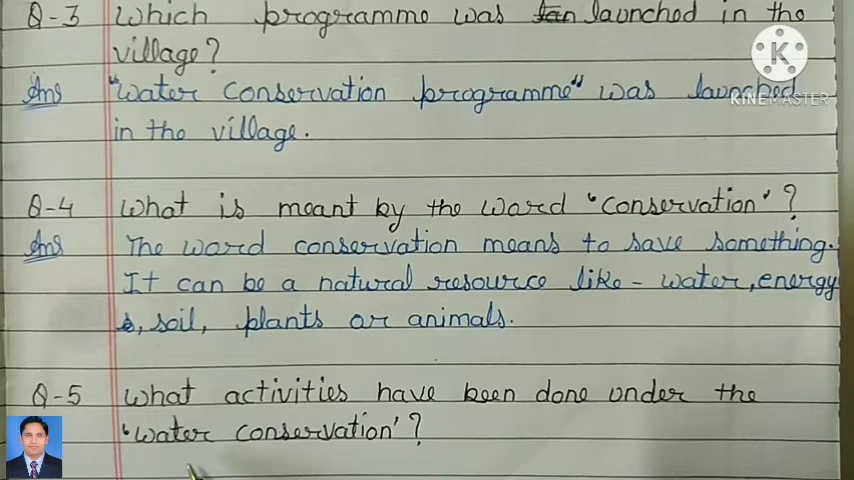 Q-3 Which programme was launched in the
village?
K
KINEMASTER
Ans "Water conservation programme" was launched
in the village.
Q-4 What is meant by the word 'conservation'?
Ans The word conservation means to save something.
It can be a natural resource like - water, energy
, soil, plants or animals.
Q-5 What activities have been done under the
'water conservation'?